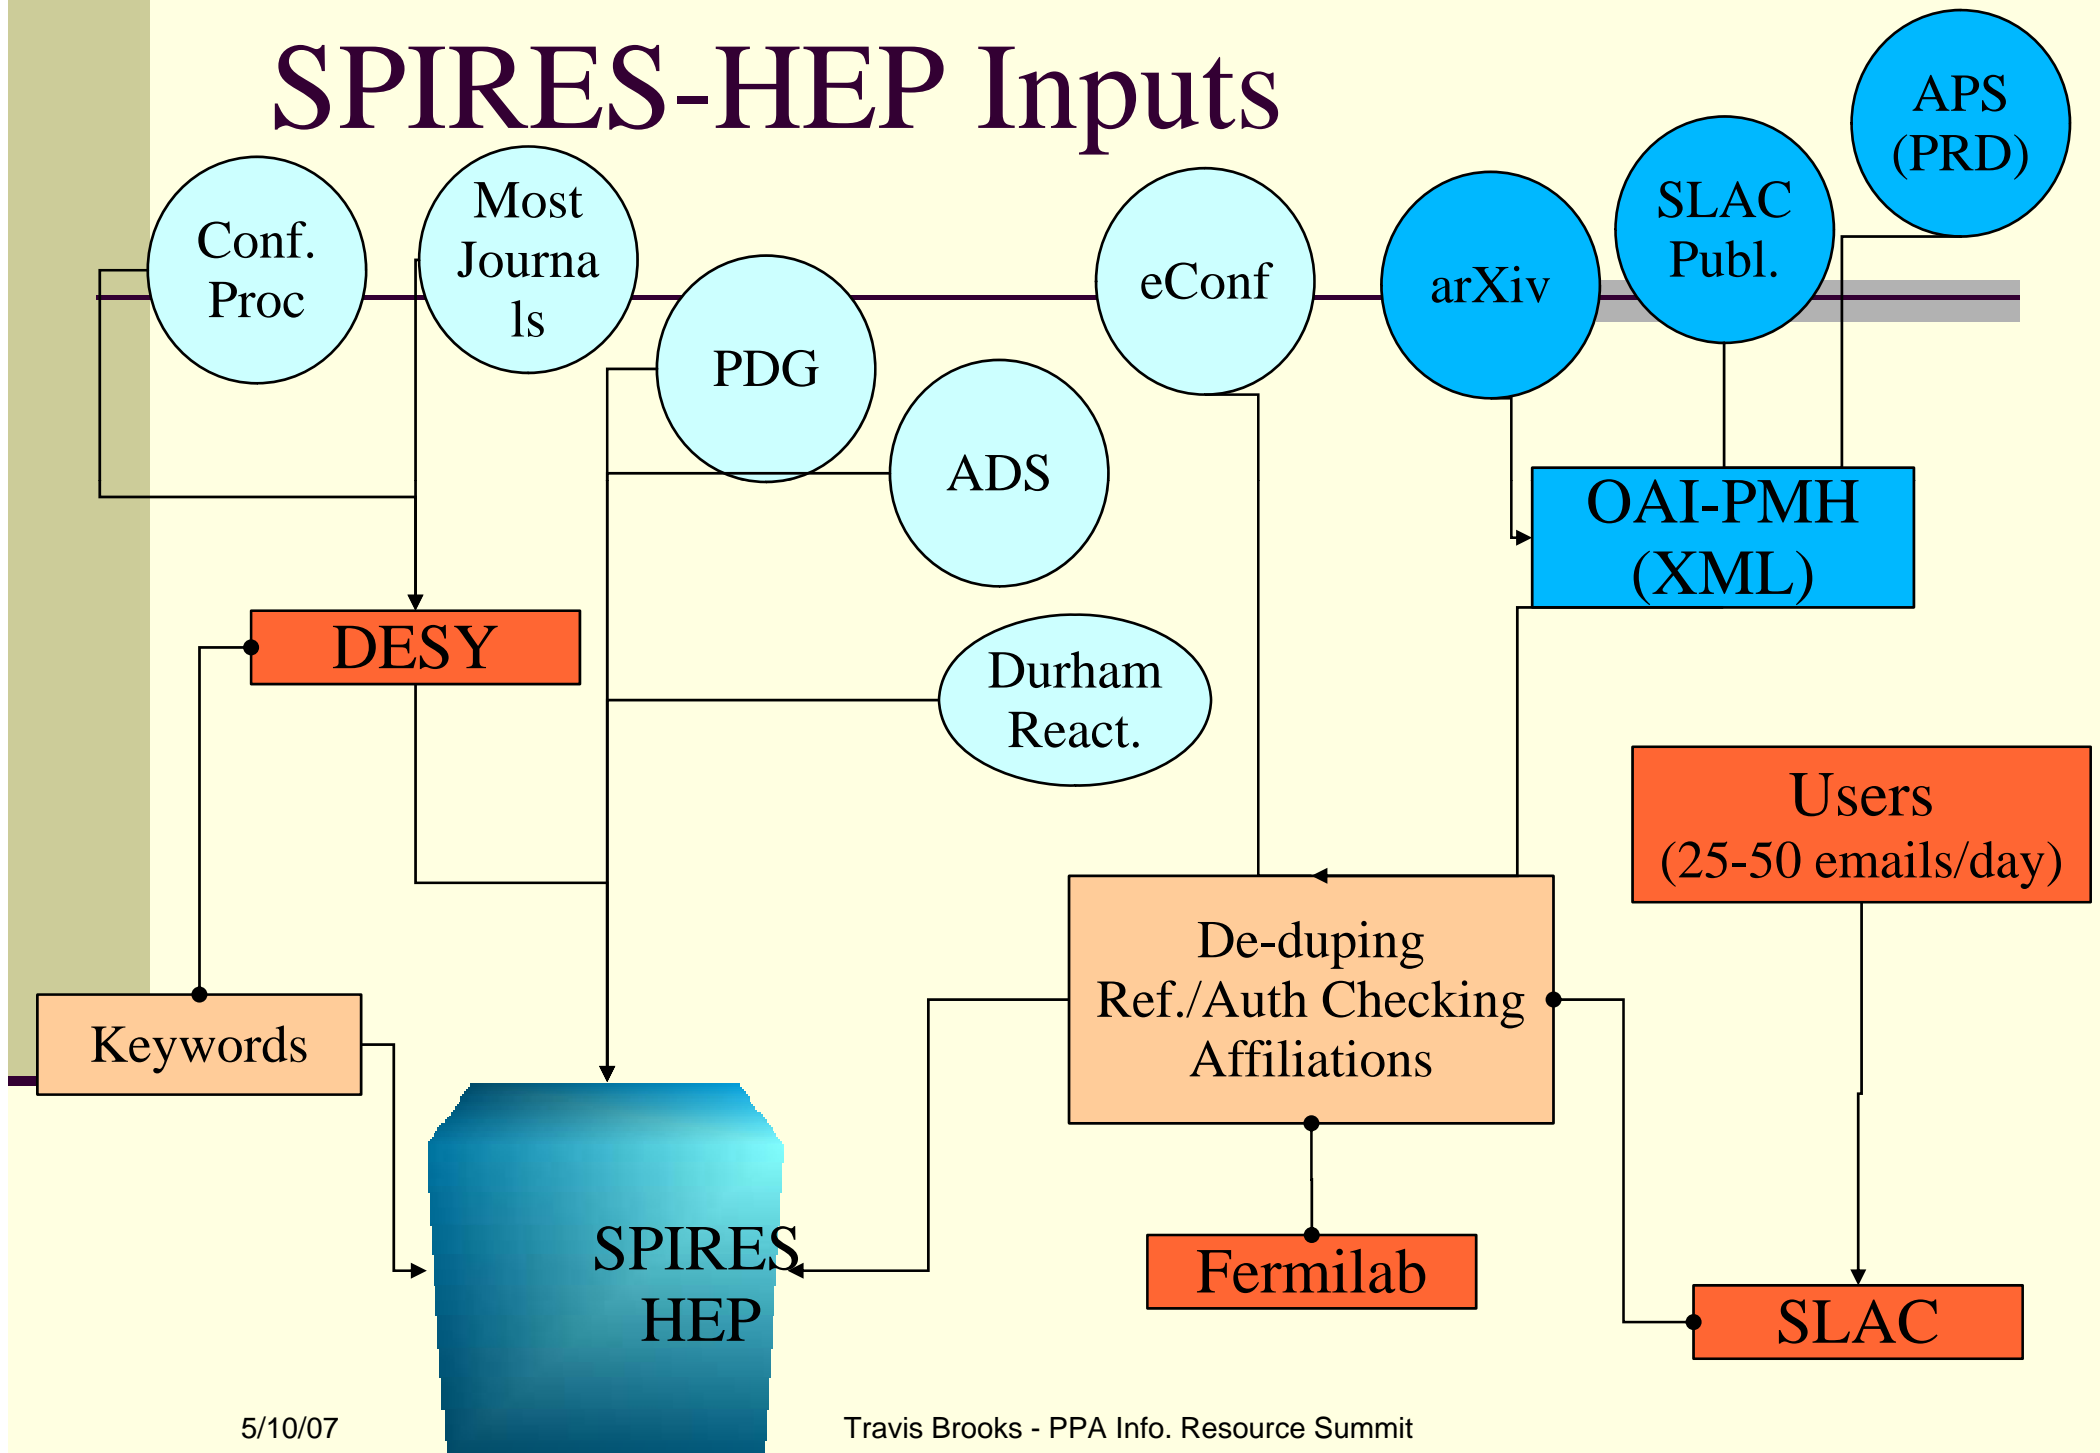 SPIRES-HEP Inputs
APS
(PRD)
SLAC
Publ.
Most
Journa
ls
Conf.
Proc
eConf
arXiv
PDG
ADS
OAI-PMH
(XML)
DESY
Durham
React.
Users
(25-50 emails/day)
De-duping
Ref./Auth Checking
Affiliations
Keywords
SPIRES
HEP
Fermilab
SLAC
5/10/07
Travis Brooks - PPA Info. Resource Summit